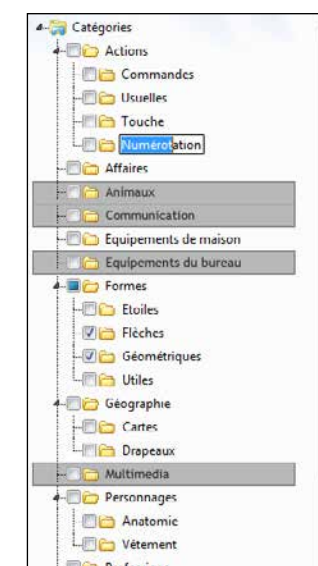 Catégories
Actions
Commandes
Usuelles
Touche
Numérotation
Affaires
Animaux
Communication
Equipements de maison
Equipements du bureau
Formes
Etoiles
Flèches
Géométriques
Utiles
Géographie
Cartes
Drapeaux
Multimedia
Personnages
Anatomie
Vêtement